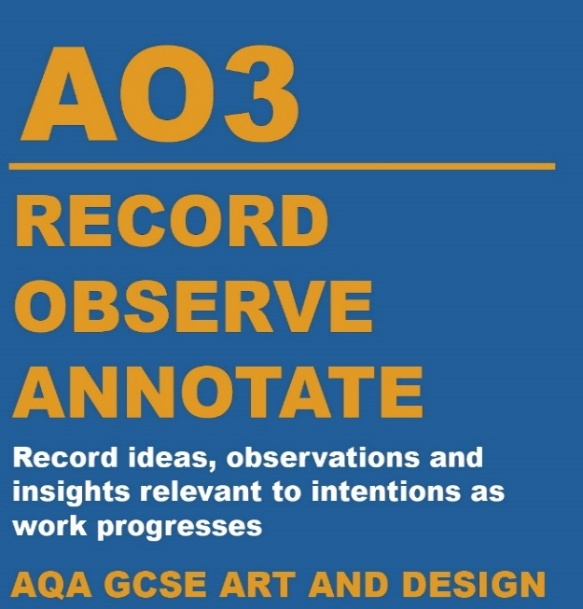 AO3
RECORD
OBSERVE
ANNOTATE
Record ideas, observations and
insights relevant to intentions as
work progresses
AQA GCSE ART AND DESIGN